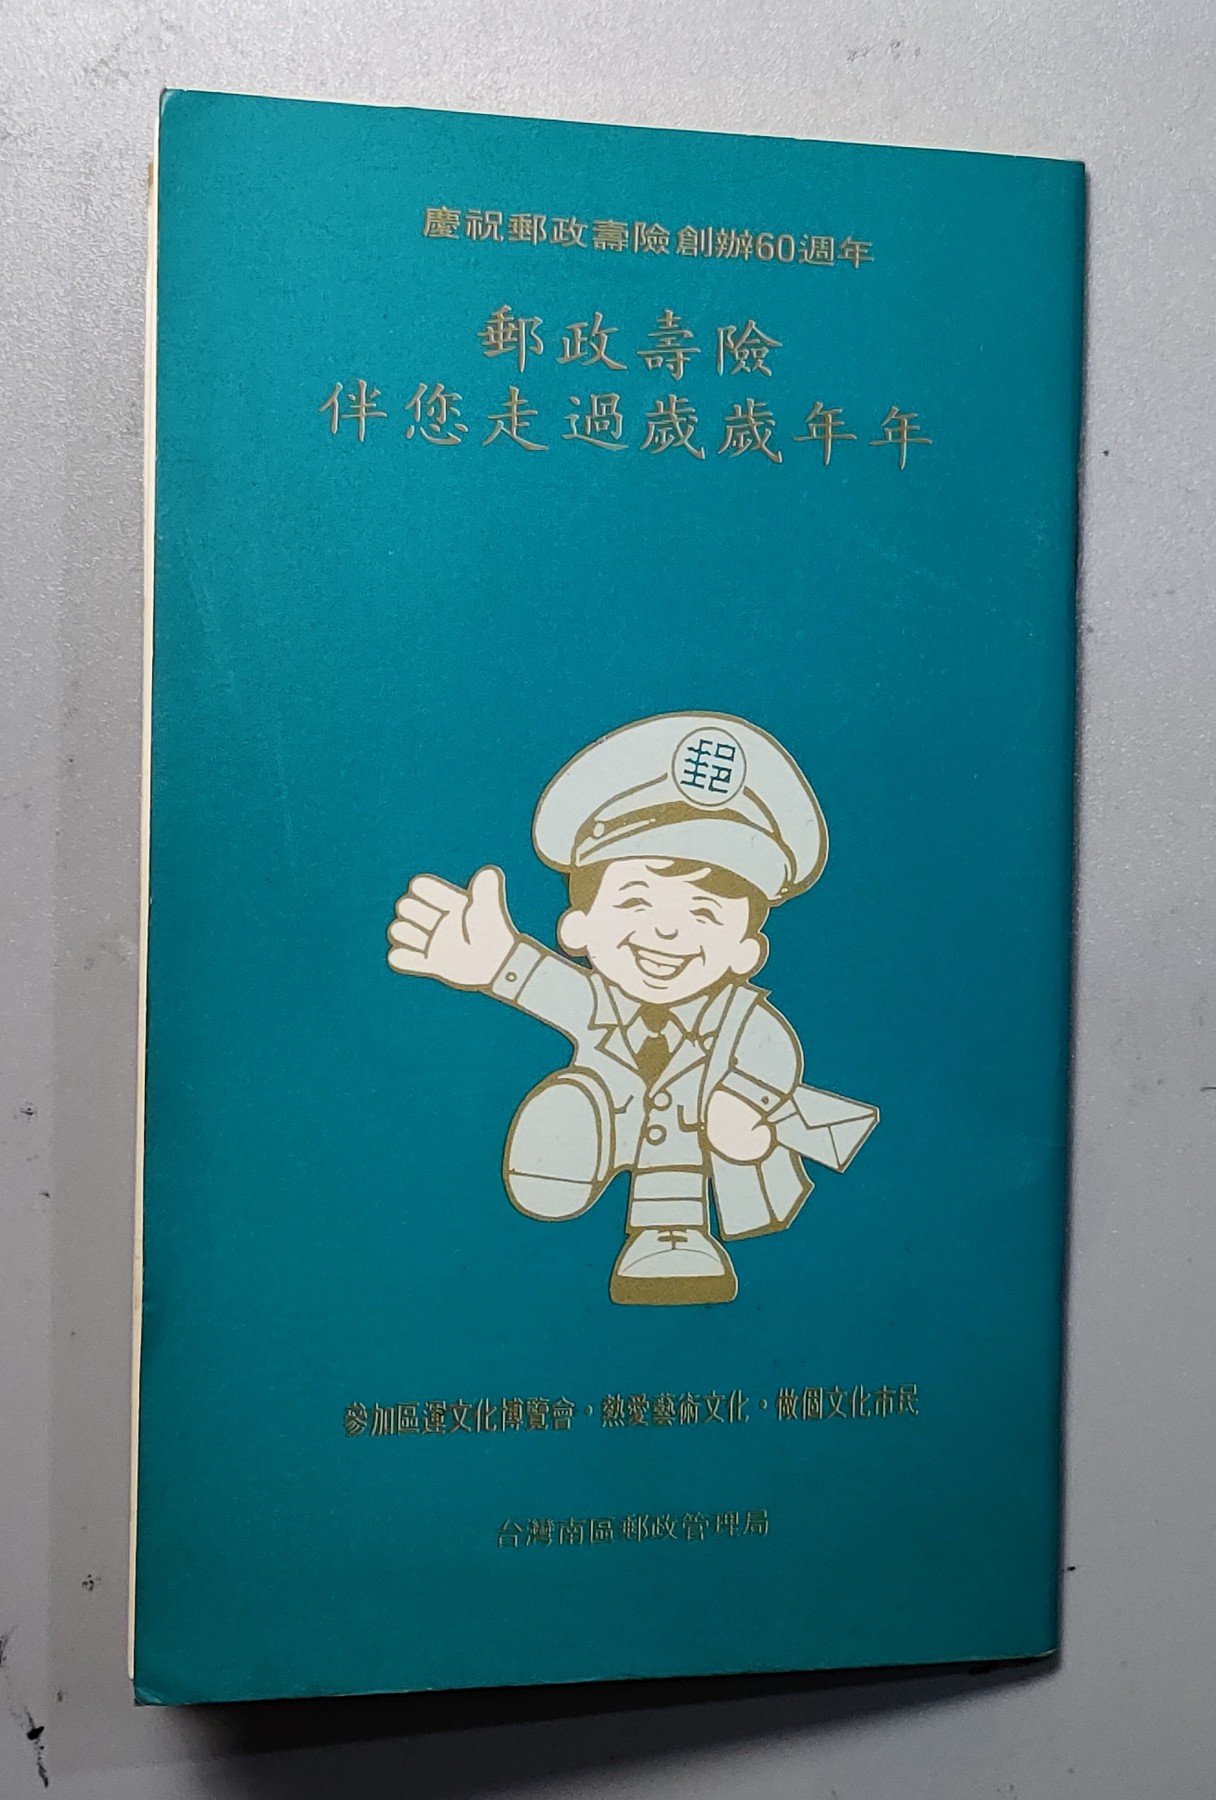 慶祝郵政壽險創辦60週年
郵政壽險
伴您走過歲歲年年
郵
參加區運文化博覽會，熱愛藝術文化，做個文化市民
台灣南區郵政管理局